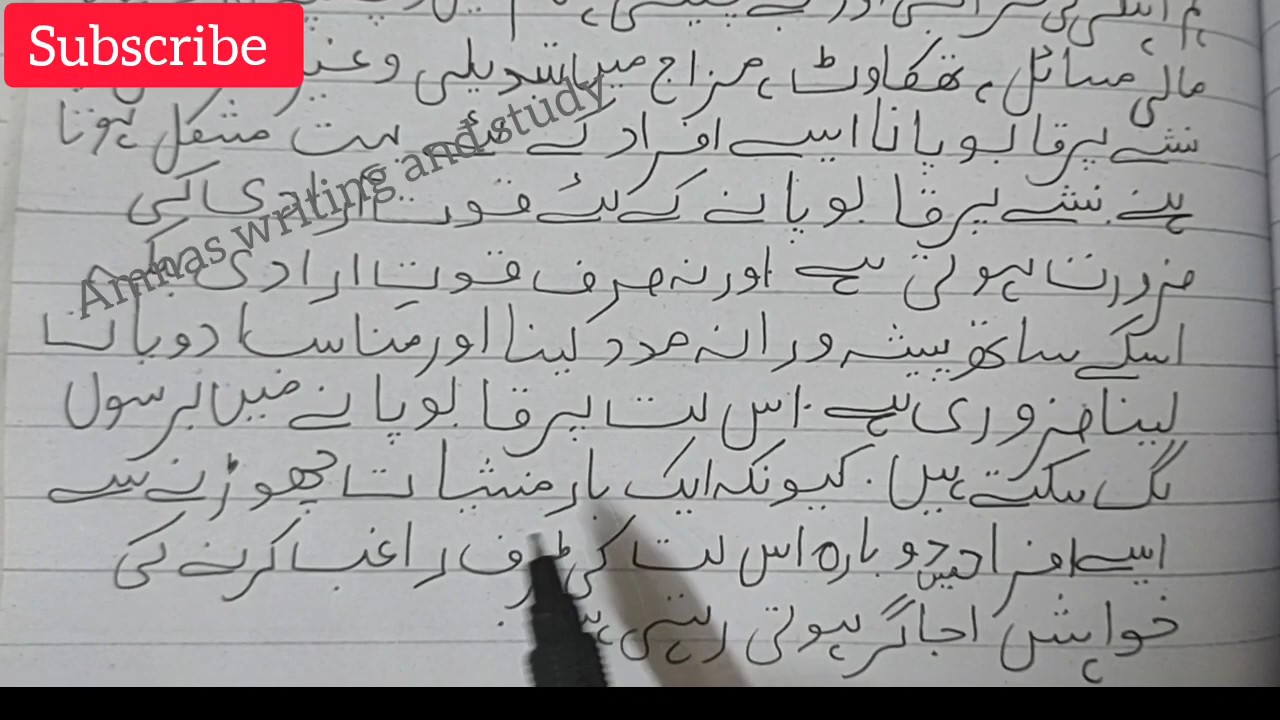 Subscribe
مالی مسائل، تھکاوٹ، مزاج میں تبدیلی وغیرہ
نشے پر قابو پانا ایسے افراد کے لئے بہت مشکل ہوتا
ہے۔ نشے پر قابو پانے کے لئے قوت ارادی کی
ضرورت ہوتی ہے اور نہ صرف قوتِ ارادی بلکہ
اسکے ساتھ پیشہ ورانہ مدد لینا اور مناسب دوبانت
لینا ضروری ہے۔ اس لت پر قابو پانے میں برسوں
لگ سکتے ہیں۔ کیونکہ ایک بار منشیات چھوڑنے سے
ایسے افراد میں دوبارہ اس لت کی طرف راغب کرنے کی
خواہش اجاگر ہوتی رہتی ہے۔
Amnas writing and study